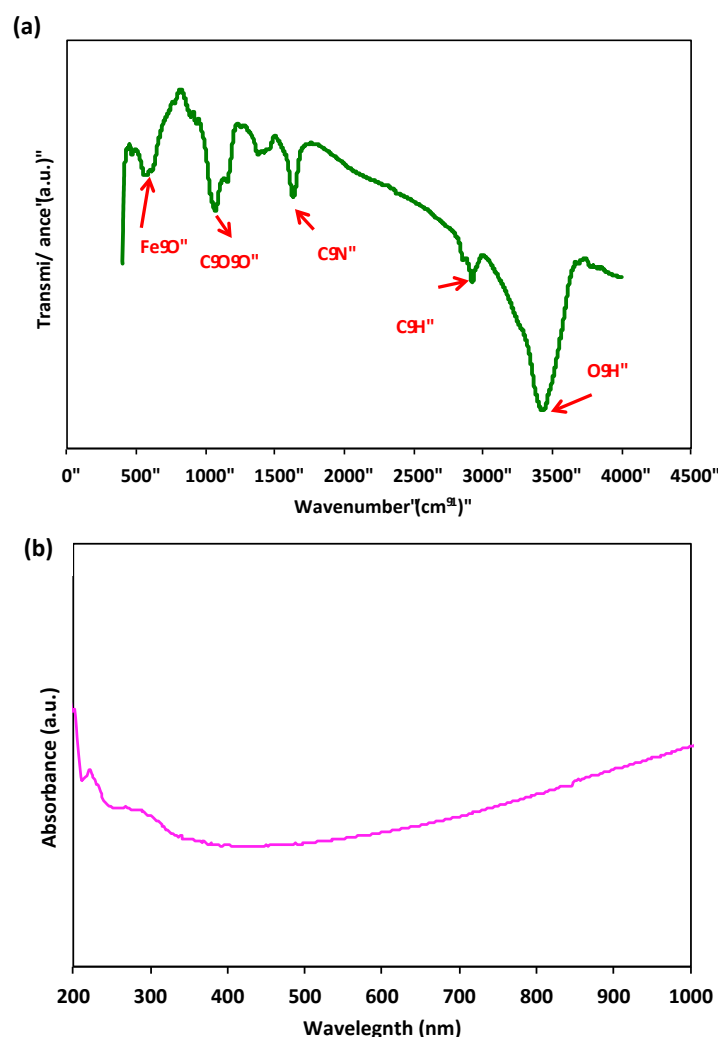 (a)
Transmi/ ance"(a.u.)"
Fe9O"
C9O9O"
C9N"
C9H"
O9H"
0" 500" 1000" 1500" 2000" 2500" 3000" 3500" 4000" 4500"
Wavenumber"(cm⁹¹)"
(b)
Absorbance (a.u.)
200 300 400 500 600 700 800 900 1000
Wavelegnth (nm)